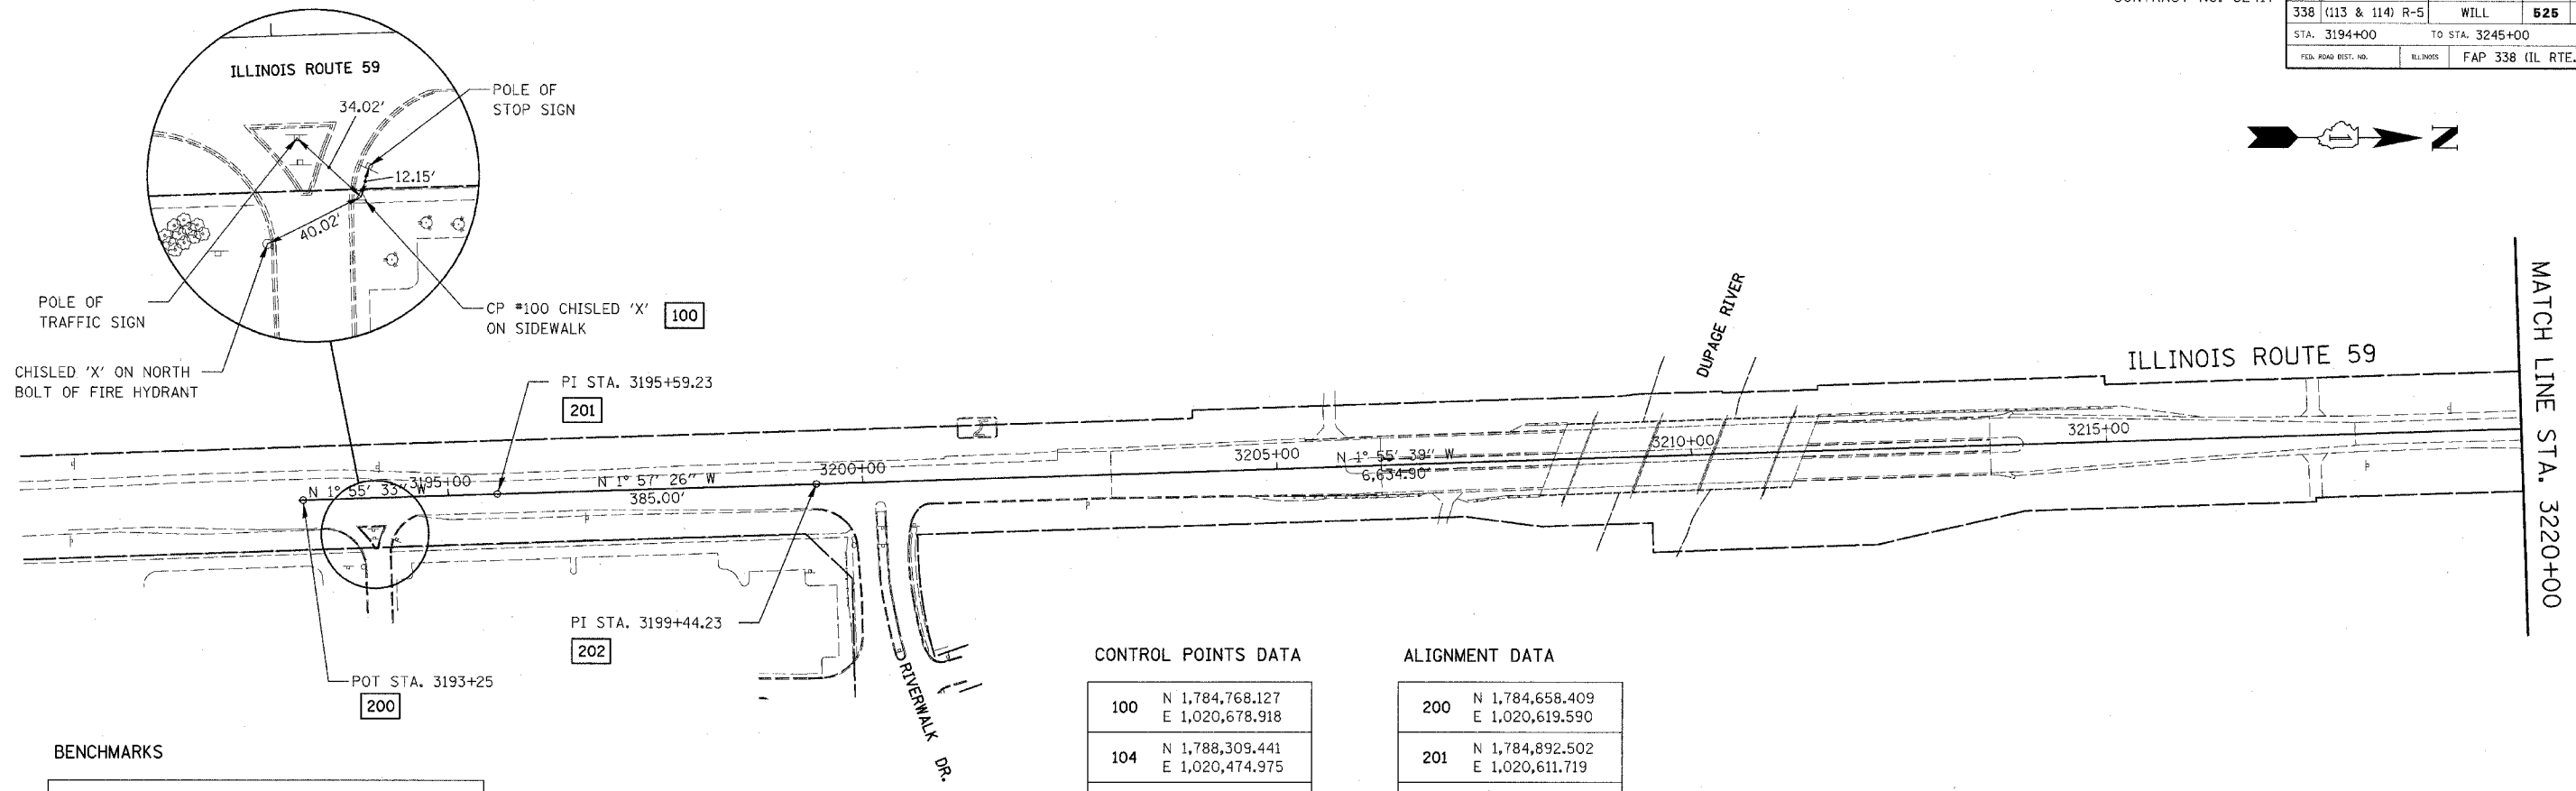 338 (113 & 114) R-5 WILL 525
STA. 3194+00 TO STA. 3245+00
FED. ROAD DIST. NO. ILLINOIS FAP 338 (IL RTE.
N
ILLINOIS ROUTE 59
34.02'
POLE OF
STOP SIGN
12.15'
40.02'
POLE OF
TRAFFIC SIGN
CP #100 CHISLED 'X'
ON SIDEWALK
100
CHISLED 'X' ON NORTH
BOLT OF FIRE HYDRANT
PI STA. 3195+59.23
201
DUPAGE RIVER
ILLINOIS ROUTE 59
MATCH LINE STA. 3220+00
N 1° 55' 33" W
3195+00
N 1° 57' 26" W
385.00'
3200+00
3205+00
N 1° 55' 39" W
6,634.90'
3210+00
3215+00
PI STA. 3199+44.23
202
POT STA. 3193+25
200
RIVERWALK DR.
CONTROL POINTS DATA
100 N 1,784,768.127
E 1,020,678.918
104 N 1,788,309.441
E 1,020,474.975
ALIGNMENT DATA
200 N 1,784,658.409
E 1,020,619.590
201 N 1,784,892.502
E 1,020,611.719
BENCHMARKS